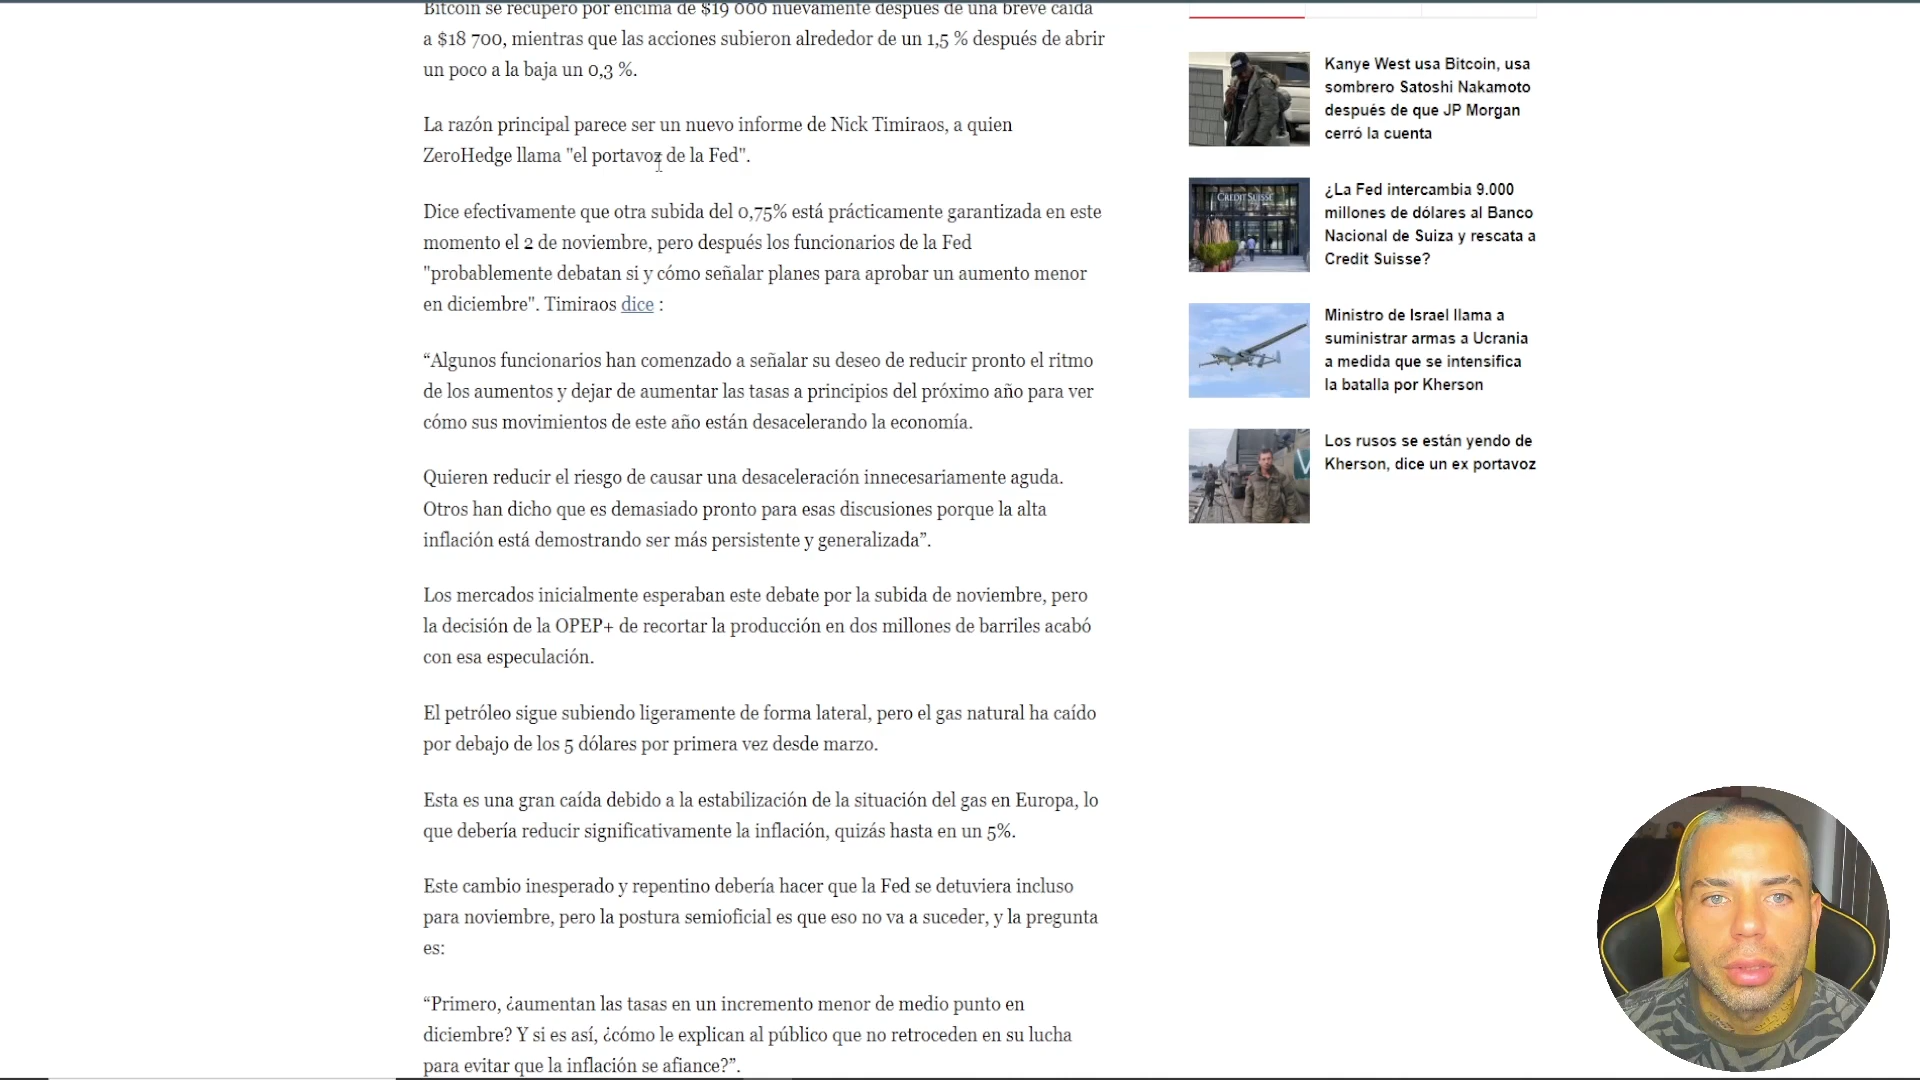 Bitcoin se recuperó por encima de $19 000 nuevamente después de una breve caída
a $18 700, mientras que las acciones subieron alrededor de un 1,5 % después de abrir
un poco a la baja un 0,3 %.
La razón principal parece ser un nuevo informe de Nick Timiraos, a quien
ZeroHedge llama "el portavoz de la Fed".
Dice efectivamente que otra subida del 0,75% está prácticamente garantizada en este
momento el 2 de noviembre, pero después los funcionarios de la Fed
"probablemente debatan si y cómo señalar planes para aprobar un aumento menor
en diciembre". Timiraos dice :
“Algunos funcionarios han comenzado a señalar su deseo de reducir pronto el ritmo
de los aumentos y dejar de aumentar las tasas a principios del próximo año para ver
cómo sus movimientos de este año están desacelerando la economía.
Quieren reducir el riesgo de causar una desaceleración innecesariamente aguda.
Otros han dicho que es demasiado pronto para esas discusiones porque la alta
inflación está demostrando ser más persistente y generalizada”.
Los mercados inicialmente esperaban este debate por la subida de noviembre, pero
la decisión de la OPEP+ de recortar la producción en dos millones de barriles acabó
con esa especulación.
El petróleo sigue subiendo ligeramente de forma lateral, pero el gas natural ha caído
por debajo de los 5 dólares por primera vez desde marzo.
Esta es una gran caída debido a la estabilización de la situación del gas en Europa, lo
que debería reducir significativamente la inflación, quizás hasta en un 5%.
Este cambio inesperado y repentino debería hacer que la Fed se detuviera incluso
para noviembre, pero la postura semioficial es que eso no va a suceder, y la pregunta
es:
“Primero, ¿aumentan las tasas en un incremento menor de medio punto en
diciembre? Y si es así, ¿cómo le explican al público que no retroceden en su lucha
para evitar que la inflación se afiance?”.
Kanye West usa Bitcoin, usa
sombrero Satoshi Nakamoto
después de que JP Morgan
cerró la cuenta
CREDIT SUISSE
¿La Fed intercambia 9.000
millones de dólares al Banco
Nacional de Suiza y rescata a
Credit Suisse?
Ministro de Israel llama a
suministrar armas a Ucrania
a medida que se intensifica
la batalla por Kherson
Los rusos se están yendo de
Kherson, dice un ex portavoz